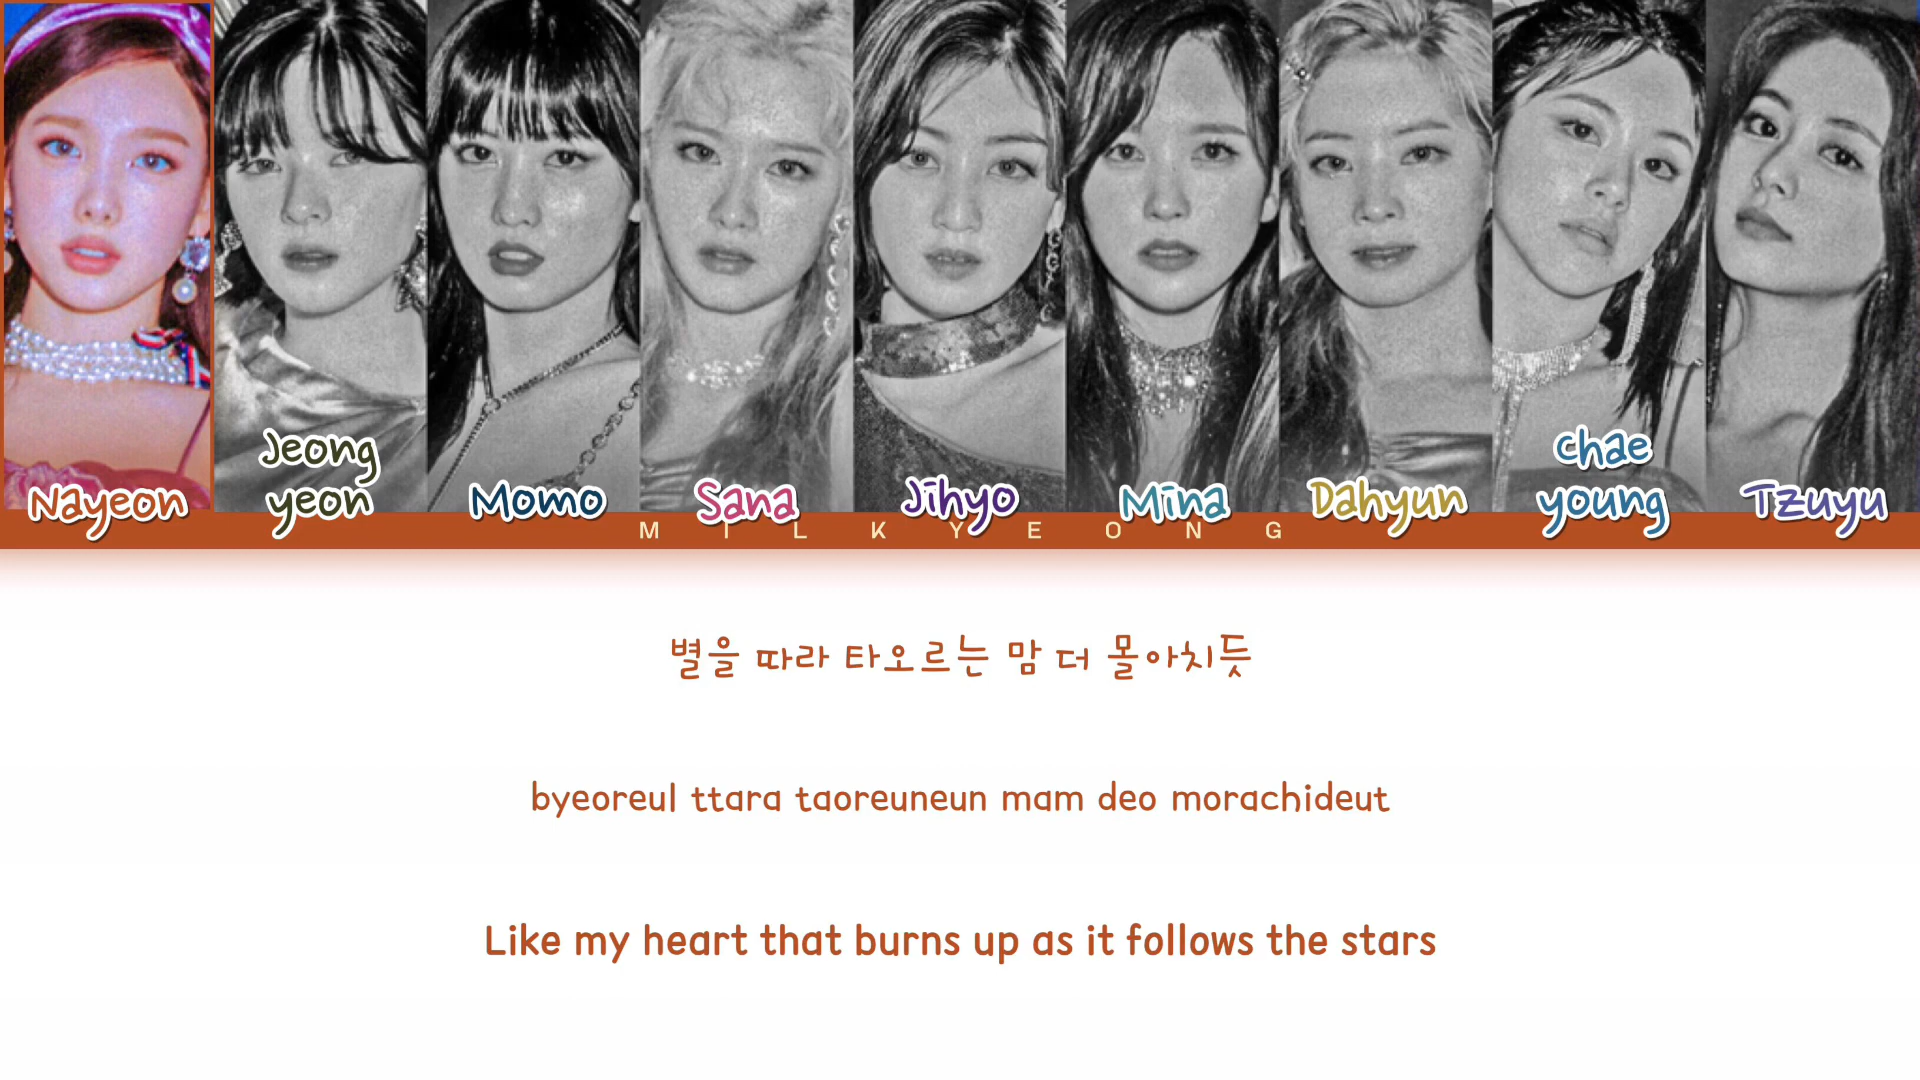 Nayeon
Jeong
yeon
Momo
Sana
Jihyo
Mina
Dahyun
chae
young
Tzuyu
MILKYEONG
별을 따라 타오르는 맘 더 몰아치듯
byeoreul ttara taoreuneun mam deo morachideut
Like my heart that burns up as it follows the stars